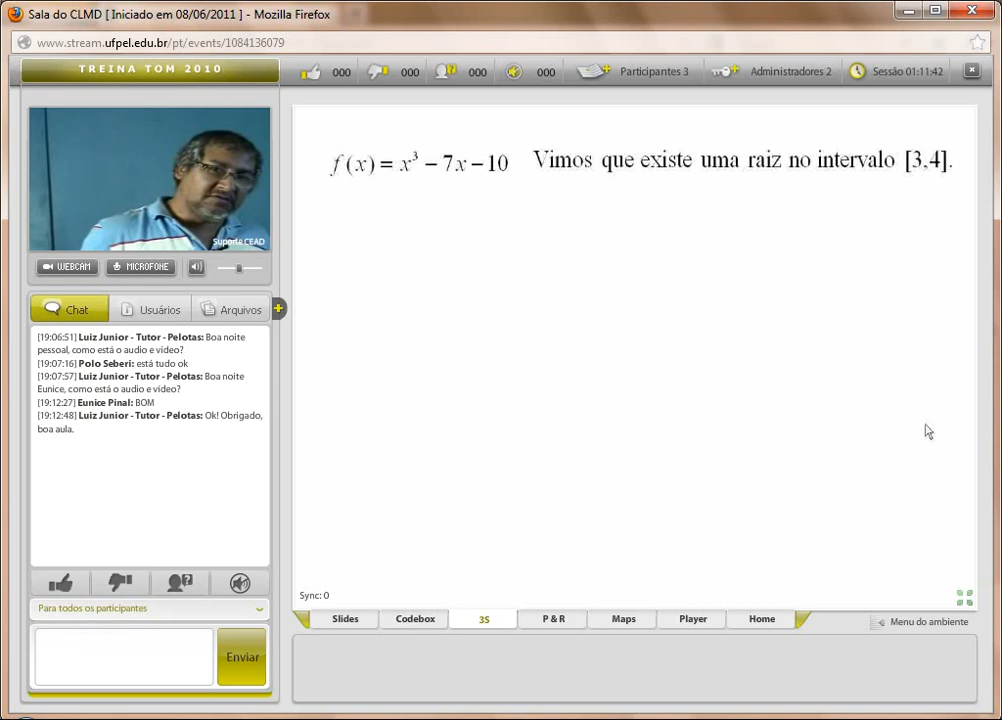 Sala do CLMD [ Iniciado em 08/06/2011 ] - Mozilla Firefox
www.stream.ufpel.edu.br/pt/events/1084136079
TREINA TOM 2010
000 000 000 000 Participantes 3 Administradores 2 Sessão 01:11:42
Suporte CEAD
WEBCAM MICROFONE
Chat Usuários Arquivos
[19:06:51] Luiz Junior - Tutor - Pelotas: Boa noite
pessoal, como está o audio e video?
[19:07:16] Polo Seberi: está tudo ok
[19:07:57] Luiz Junior - Tutor - Pelotas: Boa noite
Eunice, como está o audio e vídeo?
[19:12:27] Eunice Pinal: BOM
[19:12:48] Luiz Junior - Tutor - Pelotas: Ok! Obrigado,
boa aula.
Para todos os participantes
Enviar
f(x) = x³ − 7x − 10 Vimos que existe uma raiz no intervalo [3,4].
Sync: 0
Slides Codebox 3S P & R Maps Player Home
Menu do ambiente